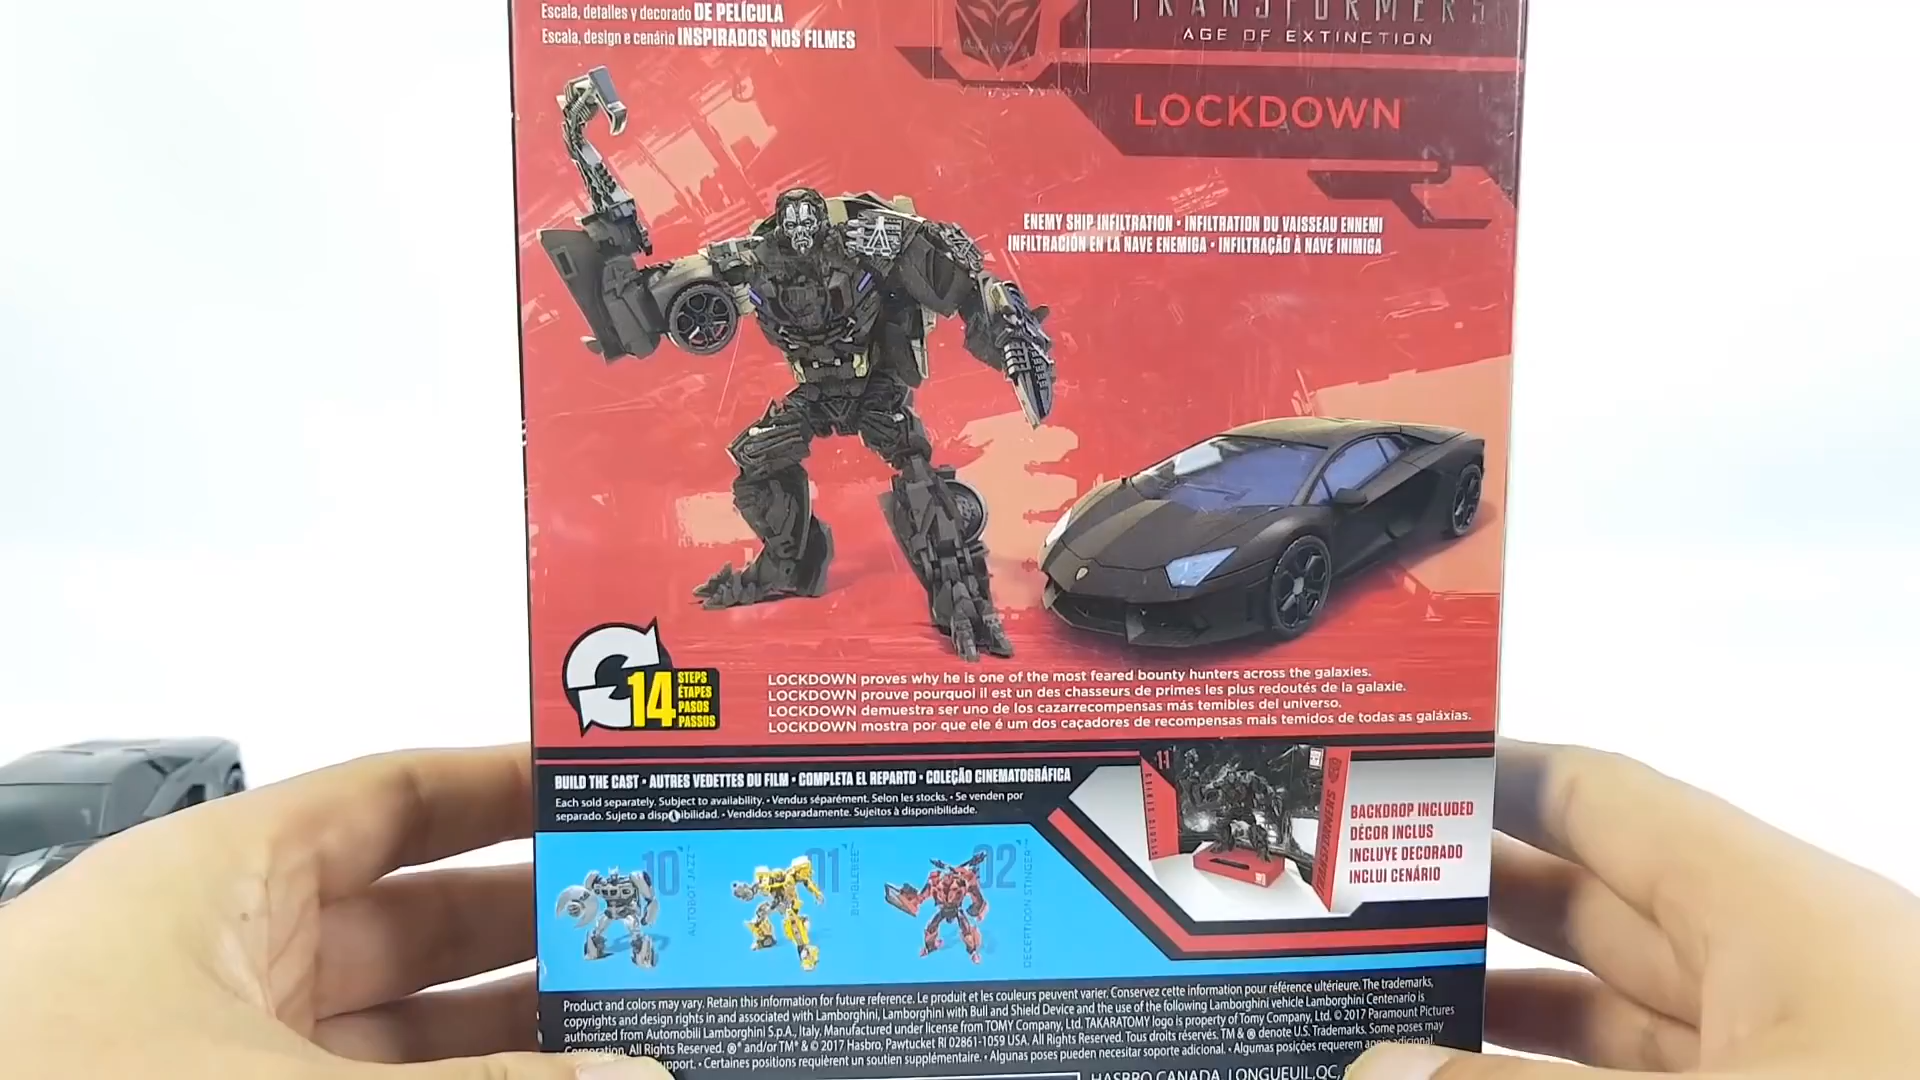 Escala, detalles y decorado DE PELÍCULA
Escala, design e cenário INSPIRADOS NOS FILMES
TRANSFORMERS
AGE OF EXTINCTION
LOCKDOWN
ENEMY SHIP INFILTRATION • INFILTRATION DU VAISSEAU ENNEMI
INFILTRACIÓN EN LA NAVE ENEMIGA • INFILTRAÇÃO À NAVE INIMIGA
14
STEPS
ÉTAPES
PASOS
PASSOS
LOCKDOWN proves why he is one of the most feared bounty hunters across the galaxies.
LOCKDOWN prouve pourquoi il est un des chasseurs de primes les plus redoutés de la galaxie.
LOCKDOWN demuestra ser uno de los cazarrecompensas más temibles del universo.
LOCKDOWN mostra por que ele é um dos caçadores de recompensas mais temidos de todas as galáxias.
BUILD THE CAST • AUTRES VEDETTES DU FILM • COMPLETA EL REPARTO • COLEÇÃO CINEMATOGRÁFICA
Each sold separately. Subject to availability. • Vendus séparément. Selon les stocks. • Se venden por
separado. Sujeto a disponibilidad. • Vendidos separadamente. Sujeitos à disponibilidade.
11
TRANSFORMERS
BACKDROP INCLUDED
DÉCOR INCLUS
INCLUYE DECORADO
INCLUI CENÁRIO
10
AUTOBOT JAZZ™
01
BUMBLEBEE™
02
DECEPTICON STINGER™
Product and colors may vary. Retain this information for future reference. Le produit et les couleurs peuvent varier. Conservez cette information pour référence ultérieure. The trademarks,
copyrights and design rights in and associated with Lamborghini, Lamborghini with Bull and Shield Device and the use of the following Lamborghini vehicle Lamborghini Centenario is
authorized from Automobili Lamborghini S.p.A., Italy. Manufactured under license from TOMY Company, Ltd. TAKARATOMY logo is property of Tomy Company, Ltd. © 2017 Paramount Pictures
Corporation. All Rights Reserved. ®* and/or TM* & © 2017 Hasbro, Pawtucket RI 02861-1059 USA. All Rights Reserved. Tous droits réservés. TM & ® denote U.S. Trademarks. Some poses may
support. • Certaines positions requièrent un soutien supplémentaire. • Algunas poses pueden necesitar soporte adicional. • Algumas posições requerem apoio adicional.
HASBRO CANADA, LONGUEUIL, QC,